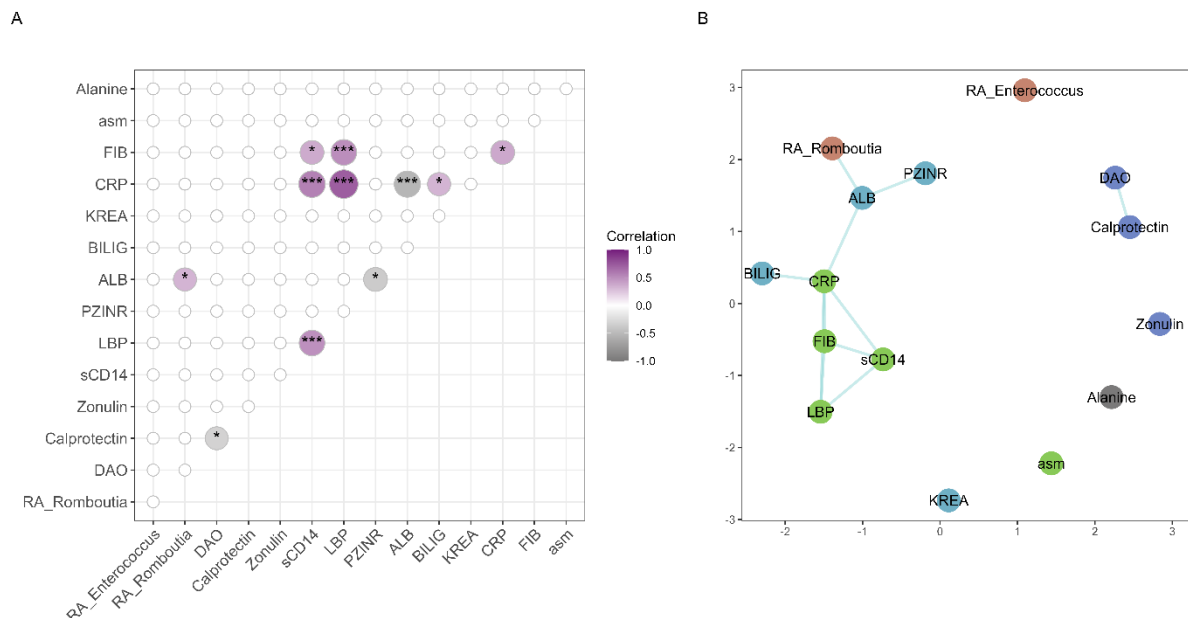 A
B
Alanine
asm
FIB
* *** *
CRP
*** *** *** *
KREA
BILIG
ALB
* *
PZINR
LBP
***
sCD14
Zonulin
Calprotectin
*
DAO
RA_Romboutia
RA_Enterococcus
RA_Romboutia
DAO
Calprotectin
Zonulin
sCD14
LBP
PZINR
ALB
BILIG
KREA
CRP
FIB
asm
Correlation
1.0
0.5
0.0
-0.5
-1.0
3
2
1
0
-1
-2
-3
-2
-1
0
1
2
3
RA_Enterococcus
RA_Romboutia
PZINR
DAO
ALB
Calprotectin
BILIG
CRP
Zonulin
FIB
sCD14
Alanine
LBP
asm
KREA